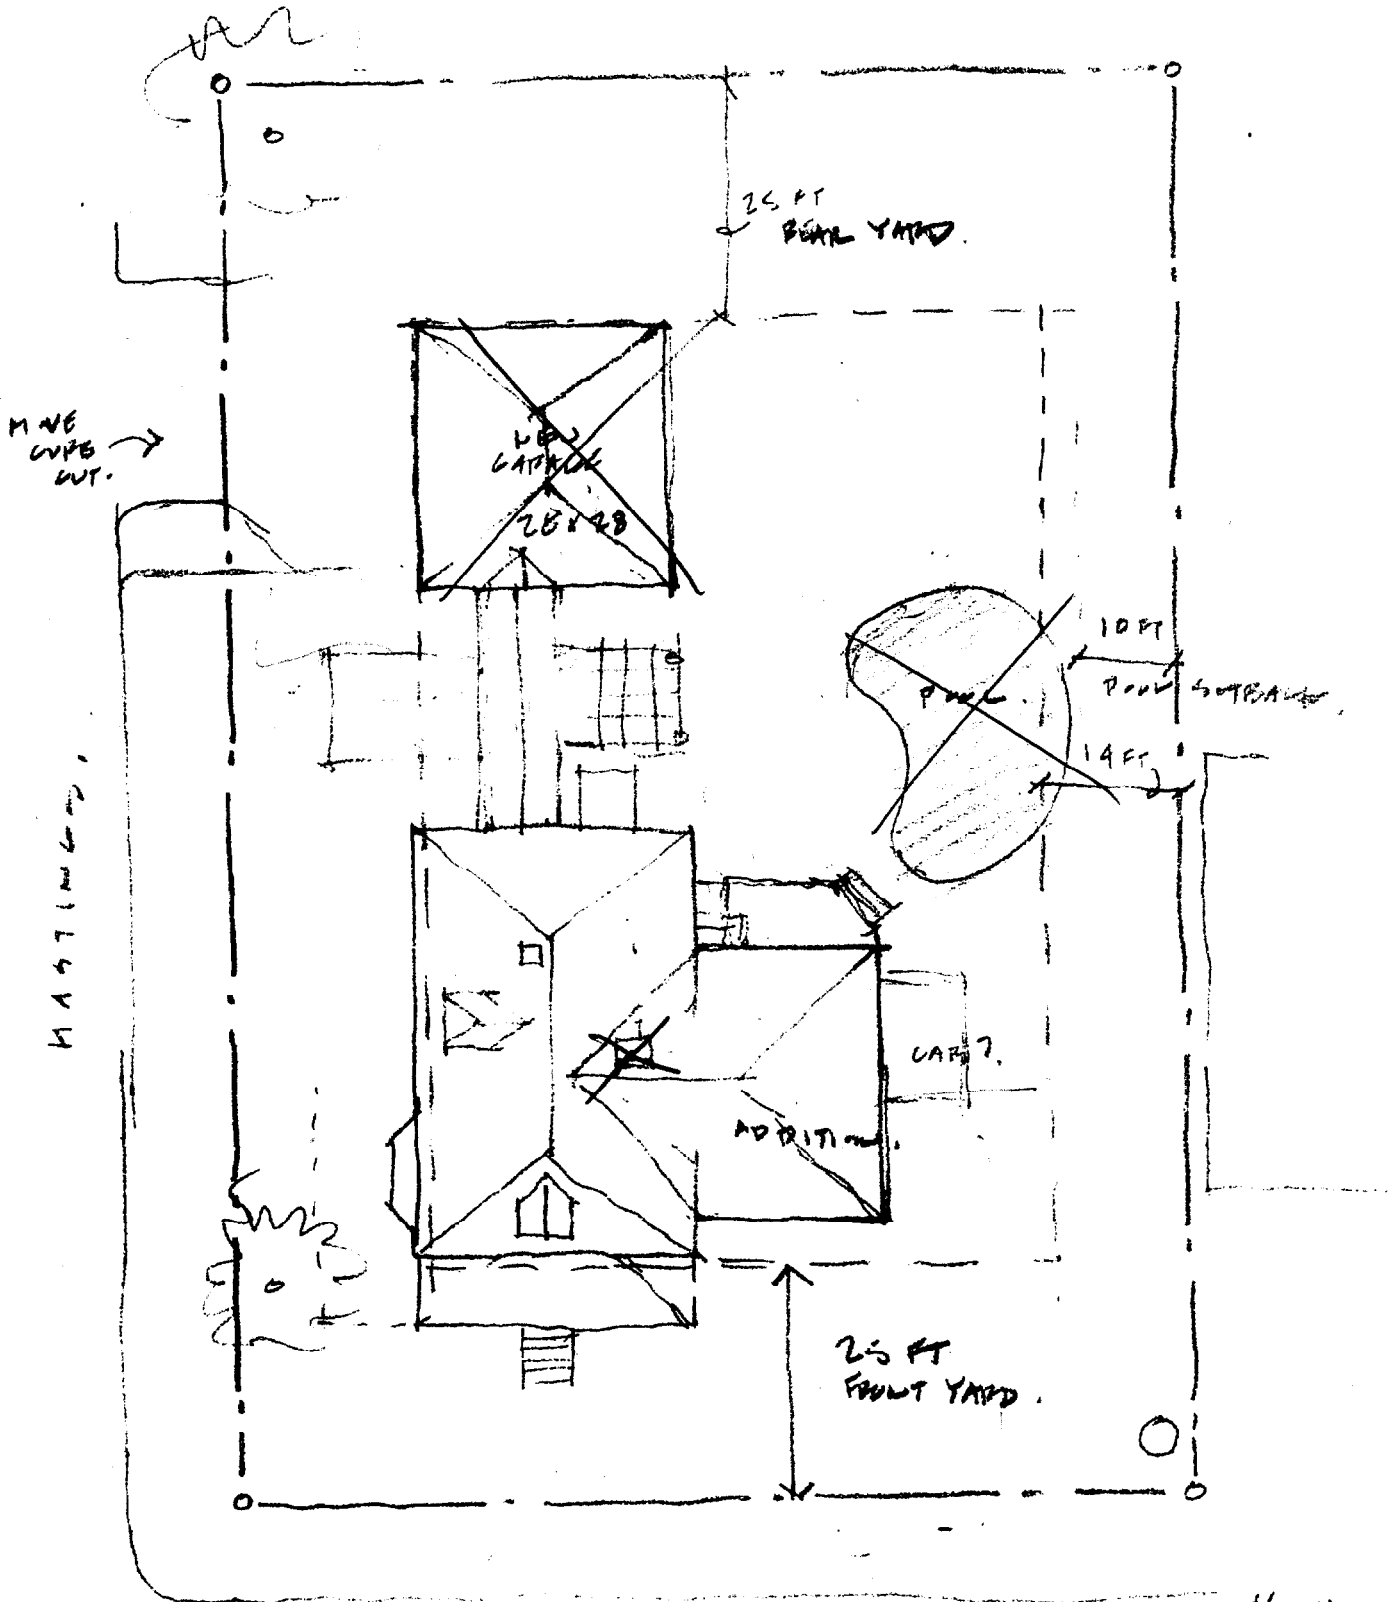 25 FT
REAR YARD.
MOVE
CURB
CUT.
NEW
GARAGE
28 x 28
10 FT
POOL SETBACK.
POOL.
14 FT
HASTINGS,
CAR?.
ADDITION.
25 FT
FRONT YARD.